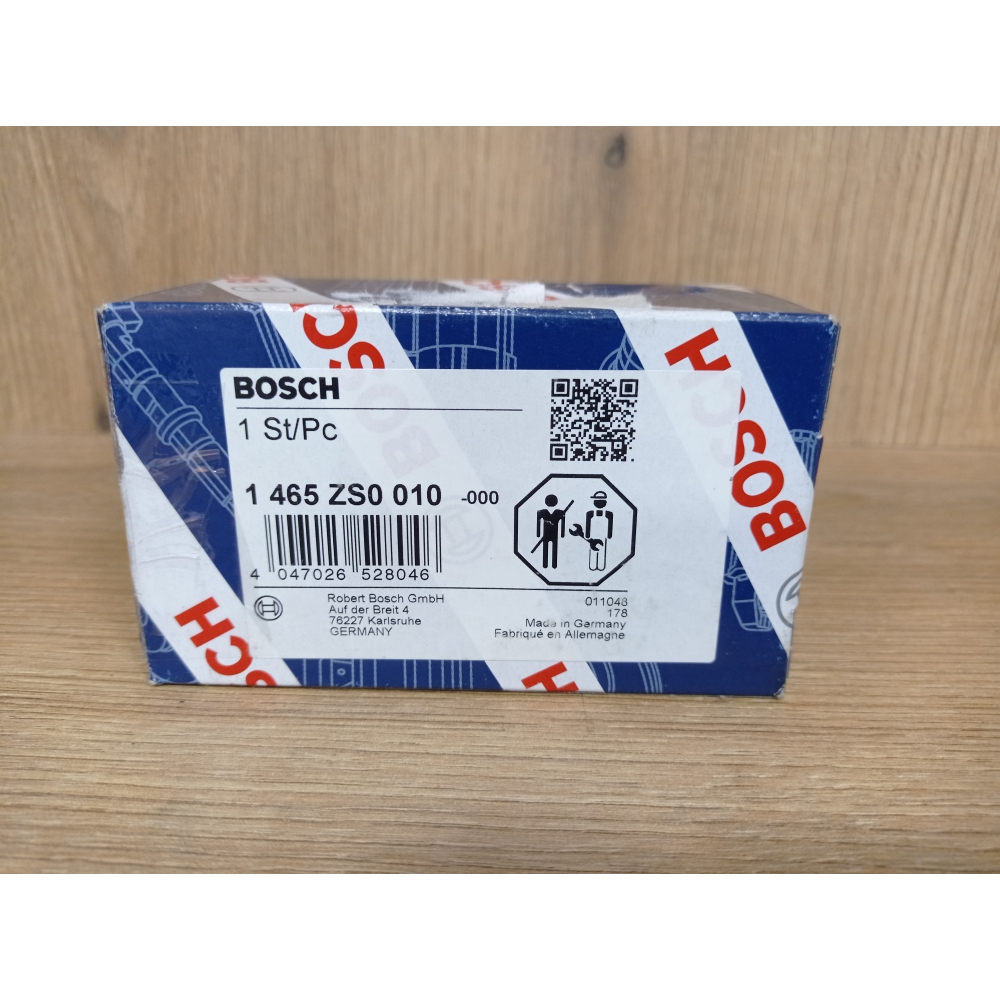 BOSCH
BOSCH
BOSCH
1 St/Pc
1 465 ZS0 010 -000
4 047026 528046
Robert Bosch GmbH
Auf der Breit 4
76227 Karlsruhe
GERMANY
011048
178
Made in Germany
Fabriqué en Allemagne
BOSCH
H